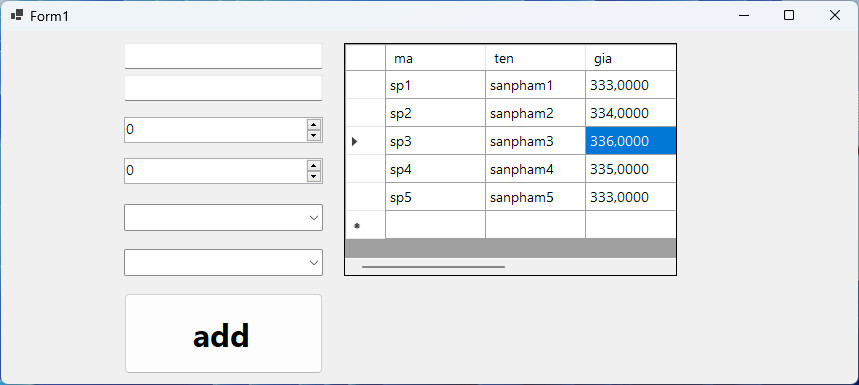 Form1
0
0
add
ma ten gia
sp1 sanpham1 333,0000
sp2 sanpham2 334,0000
sp3 sanpham3 336,0000
sp4 sanpham4 335,0000
sp5 sanpham5 333,0000